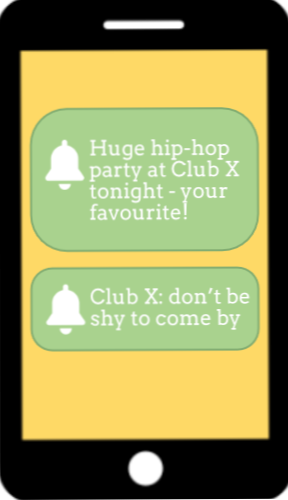 Huge hip-hop
party at Club X
tonight - your
favourite!
Club X: don't be
shy to come by